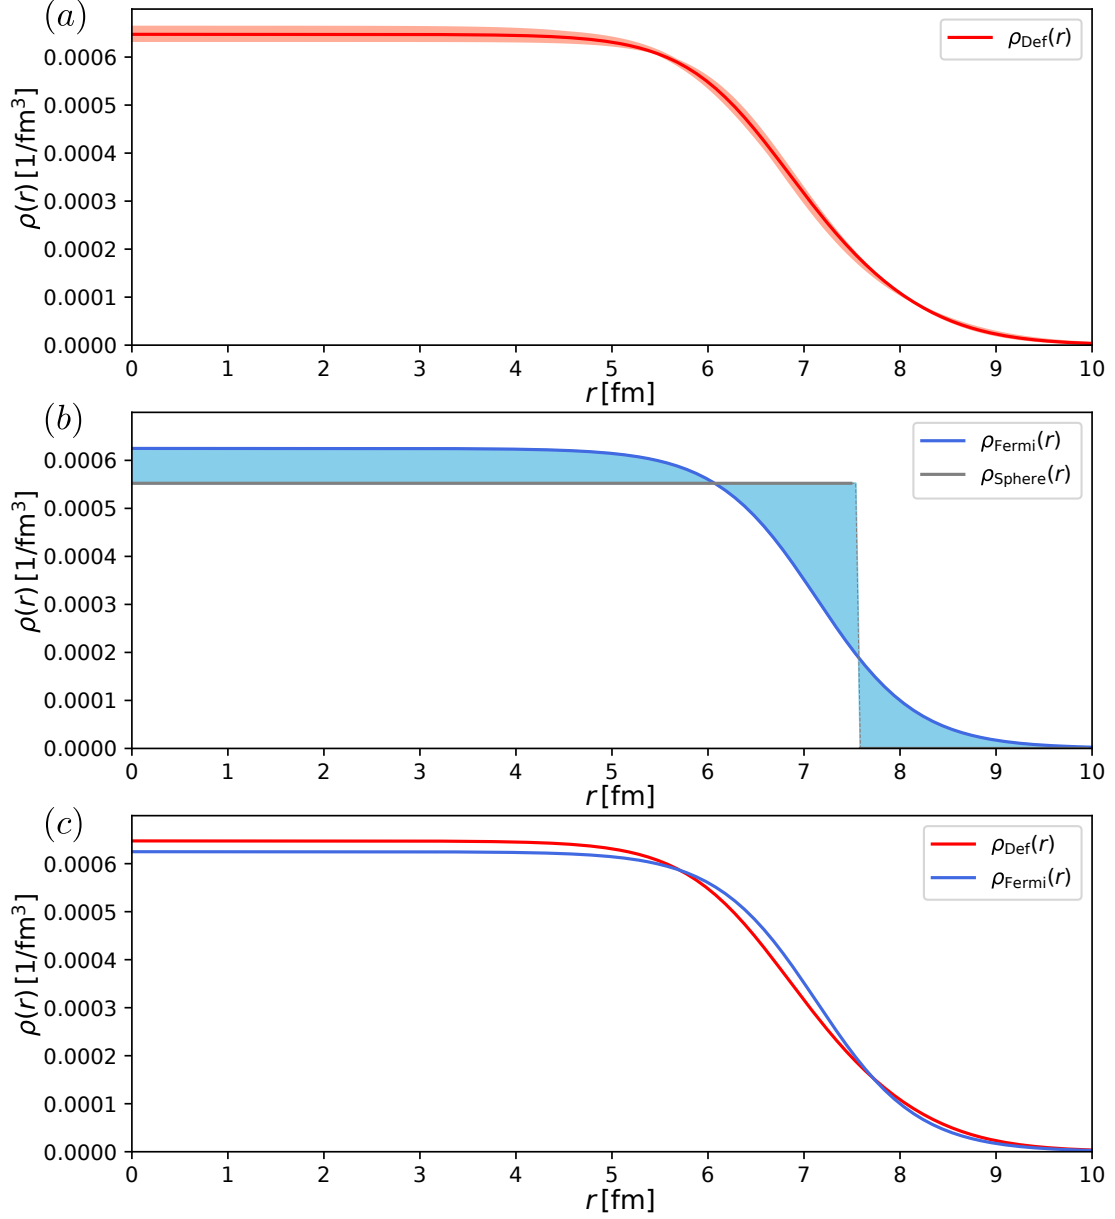 (a)
ρ(r) [1/fm³]
0.0006
0.0005
0.0004
0.0003
0.0002
0.0001
0.0000
ρDef(r)
0 1 2 3 4 5 6 7 8 9 10
r [fm]
(b)
ρ(r) [1/fm³]
0.0006
0.0005
0.0004
0.0003
0.0002
0.0001
0.0000
ρFermi(r)
ρSphere(r)
0 1 2 3 4 5 6 7 8 9 10
r [fm]
(c)
ρ(r) [1/fm³]
0.0006
0.0005
0.0004
0.0003
0.0002
0.0001
0.0000
ρDef(r)
ρFermi(r)
0 1 2 3 4 5 6 7 8 9 10
r [fm]